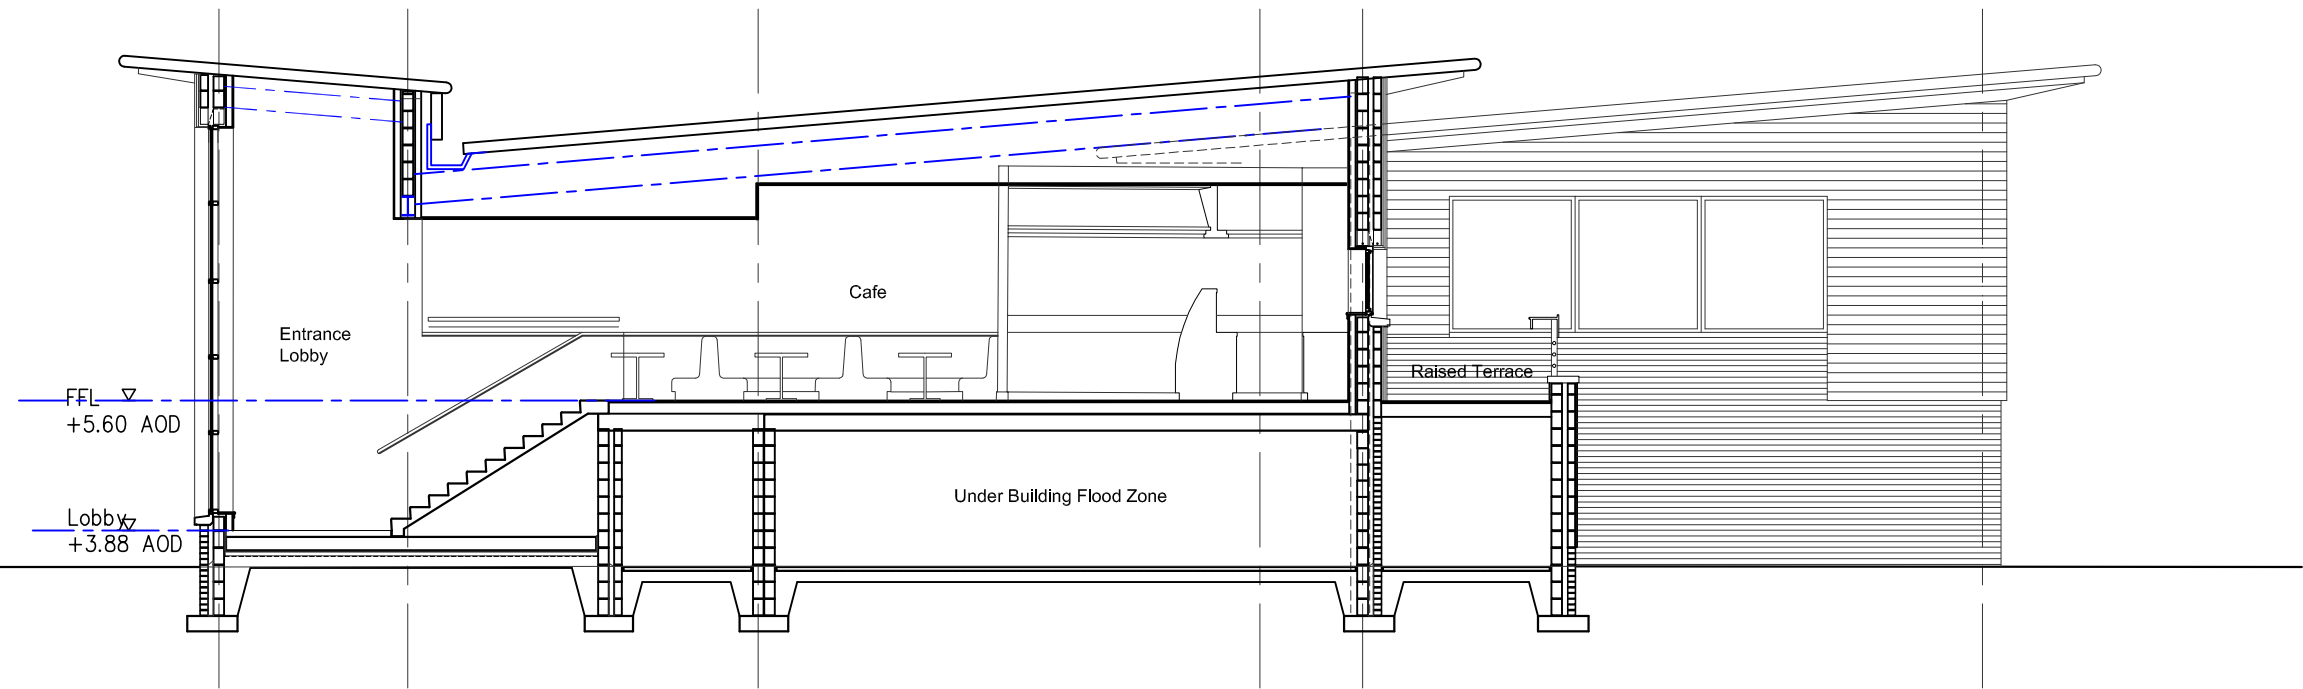 Cafe
Entrance
Lobby
Raised Terrace
FFL
+5.60 AOD
Under Building Flood Zone
Lobby
+3.88 AOD